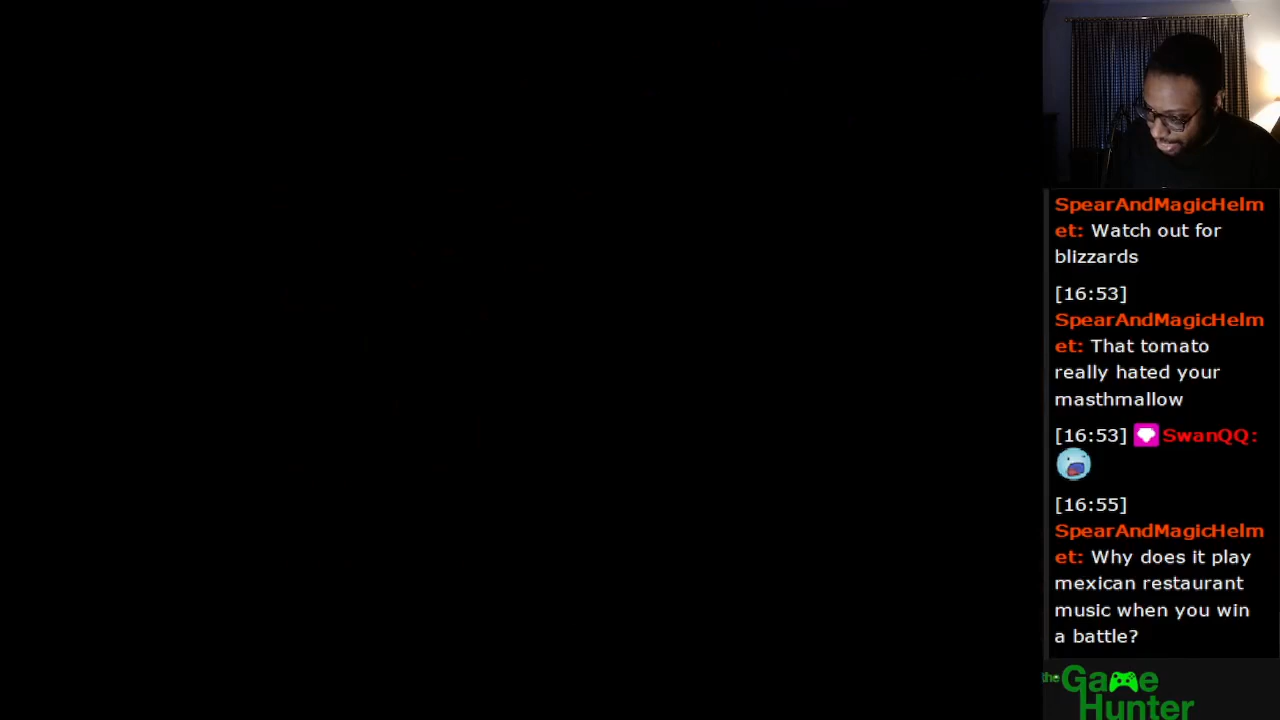 SpearAndMagicHelm
et: Watch out for
blizzards
[16:53]
SpearAndMagicHelm
et: That tomato
really hated your
masthmallow
[16:53] SwanQQ:
[16:55]
SpearAndMagicHelm
et: Why does it play
mexican restaurant
music when you win
a battle?
the Game
Hunter